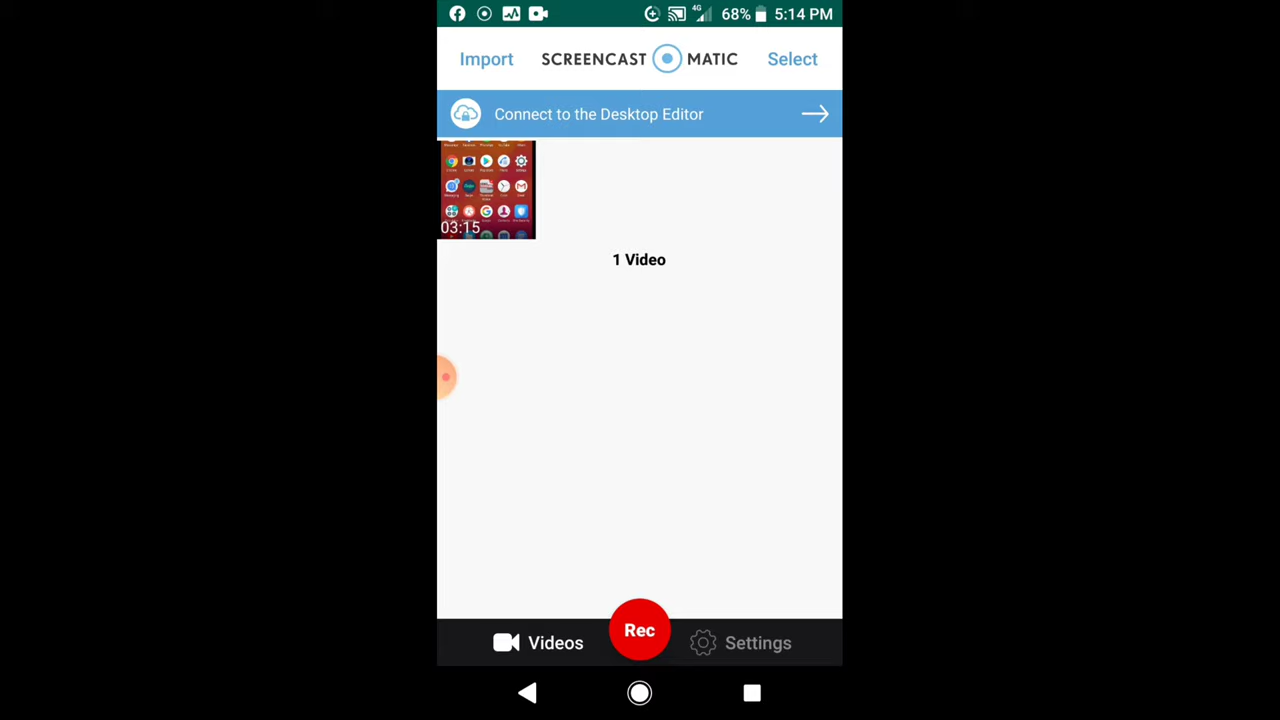 4G 68% 5:14 PM
Import SCREENCAST MATIC Select
Connect to the Desktop Editor
03:15
1 Video
Videos Rec Settings